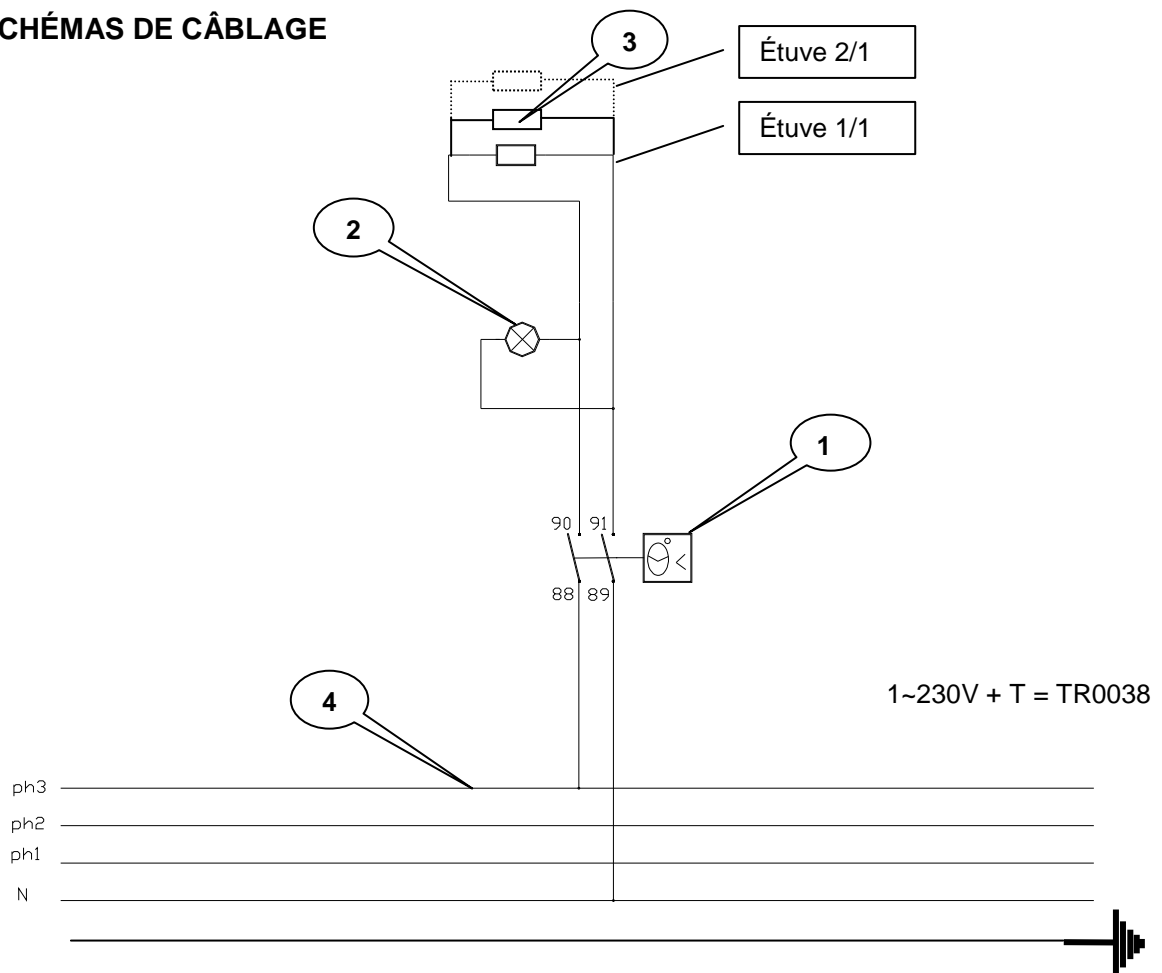 CHÉMAS DE CÂBLAGE
3
Étuve 2/1
Étuve 1/1
2
1
90 91
88 89
4
1~230V + T = TR0038
ph3
ph2
ph1
N